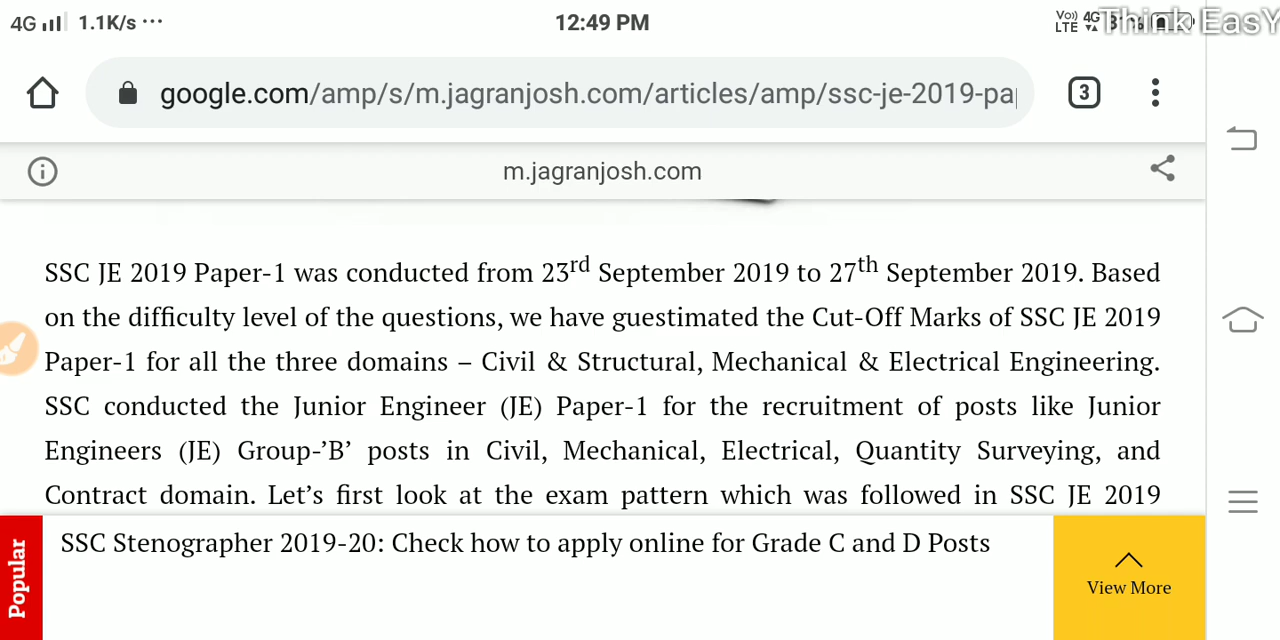 4G 1.1K/s ... 12:49 PM Vo) LTE 4G Think EasY
google.com/amp/s/m.jagranjosh.com/articles/amp/ssc-je-2019-pa 3
m.jagranjosh.com
SSC JE 2019 Paper-1 was conducted from 23rd September 2019 to 27th September 2019. Based
on the difficulty level of the questions, we have guestimated the Cut-Off Marks of SSC JE 2019
Paper-1 for all the three domains – Civil & Structural, Mechanical & Electrical Engineering.
SSC conducted the Junior Engineer (JE) Paper-1 for the recruitment of posts like Junior
Engineers (JE) Group-’B’ posts in Civil, Mechanical, Electrical, Quantity Surveying, and
Contract domain. Let’s first look at the exam pattern which was followed in SSC JE 2019
Popular
SSC Stenographer 2019-20: Check how to apply online for Grade C and D Posts
View More